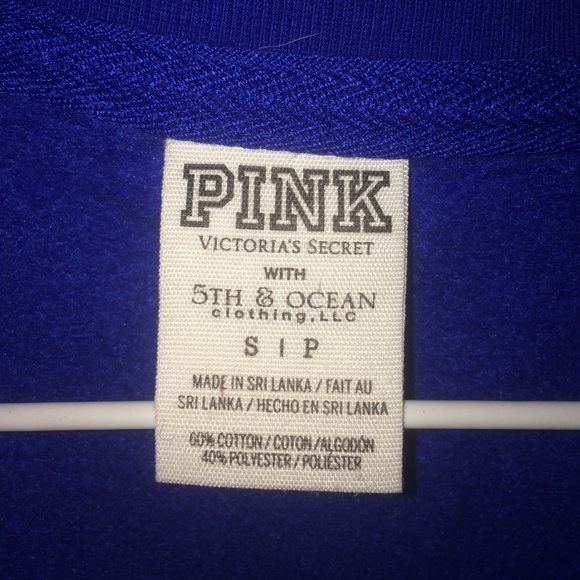 PINK
VICTORIA'S SECRET
WITH
5TH & OCEAN
clothing, LLC
S | P
MADE IN SRI LANKA / FAIT AU
SRI LANKA / HECHO EN SRI LANKA
60% COTTON / COTON / ALGODÓN
40% POLYESTER / POLIÉSTER